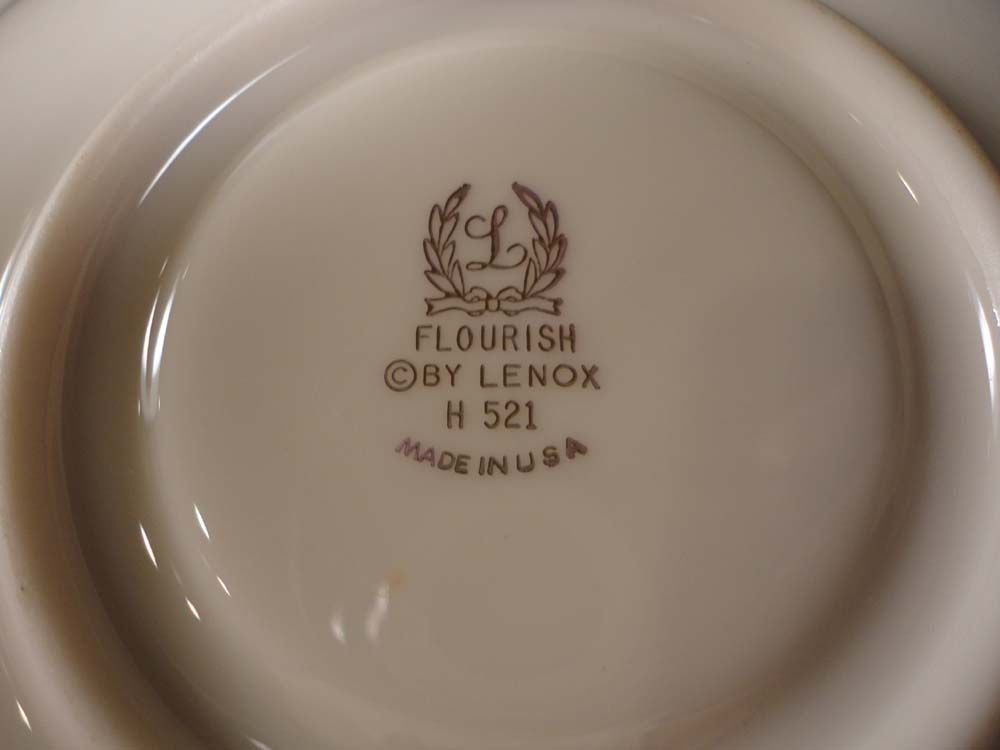 L
FLOURISH
©BY LENOX
H 521
MADE IN USA